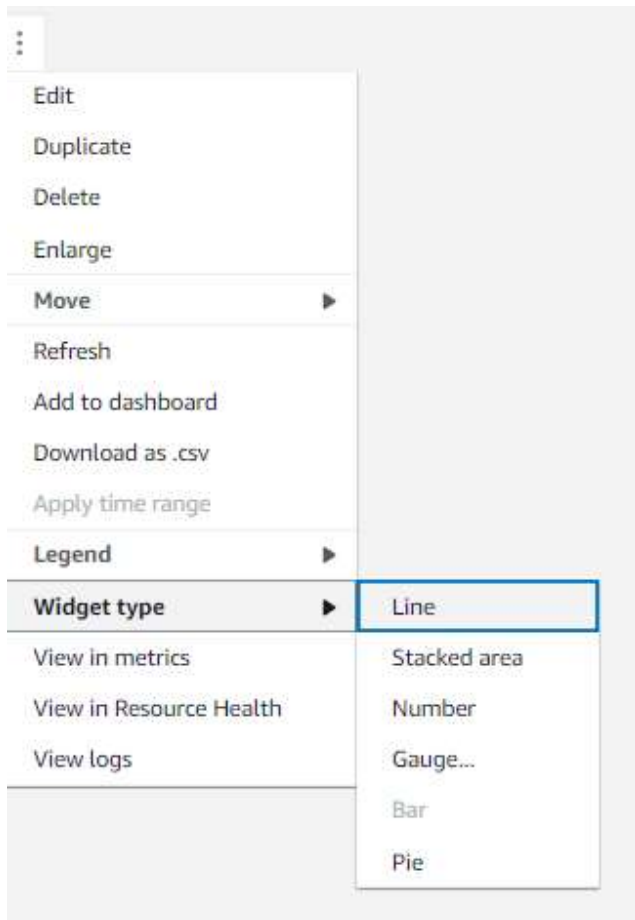 Edit
Duplicate
Delete
Enlarge
Move
Refresh
Add to dashboard
Download as .csv
Apply time range
Legend
Widget type
View in metrics
View in Resource Health
View logs
Line
Stacked area
Number
Gauge...
Bar
Pie